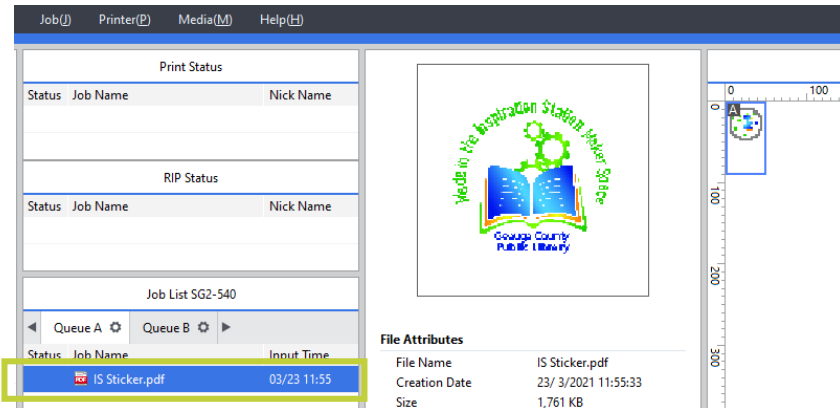 Job(J) Printer(P) Media(M) Help(H)
Print Status
Status Job Name Nick Name
RIP Status
Status Job Name Nick Name
Job List SG2-540
Queue A Queue B
Status Job Name Input Time
PDF IS Sticker.pdf 03/23 11:55
Made in the Inspiration Station Maker Space
Geauga County
Public Library
File Attributes
File Name IS Sticker.pdf
Creation Date 23/ 3/2021 11:55:33
Size 1,761 KB
0 100
0
A
100
200
300